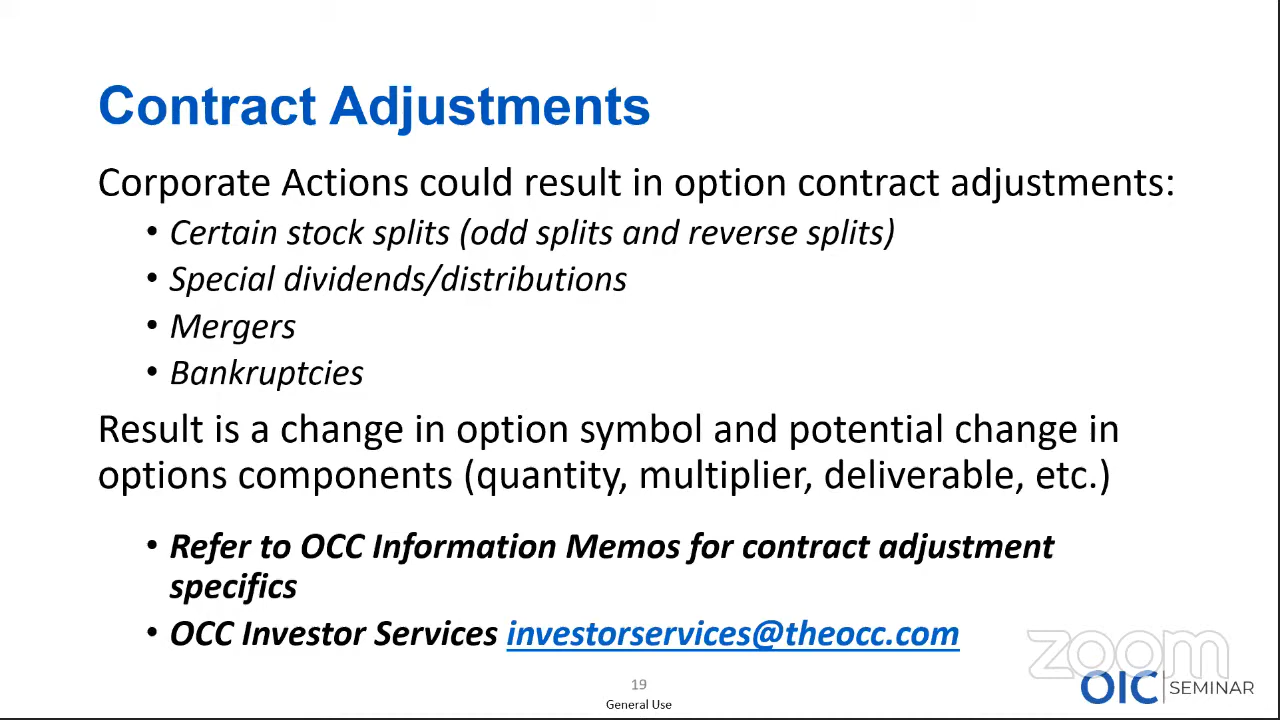 Contract Adjustments
Corporate Actions could result in option contract adjustments:
• Certain stock splits (odd splits and reverse splits)
• Special dividends/distributions
• Mergers
• Bankruptcies
Result is a change in option symbol and potential change in
options components (quantity, multiplier, deliverable, etc.)
• Refer to OCC Information Memos for contract adjustment
specifics
• OCC Investor Services investorservices@theocc.com
zoom
OIC SEMINAR
19
General Use